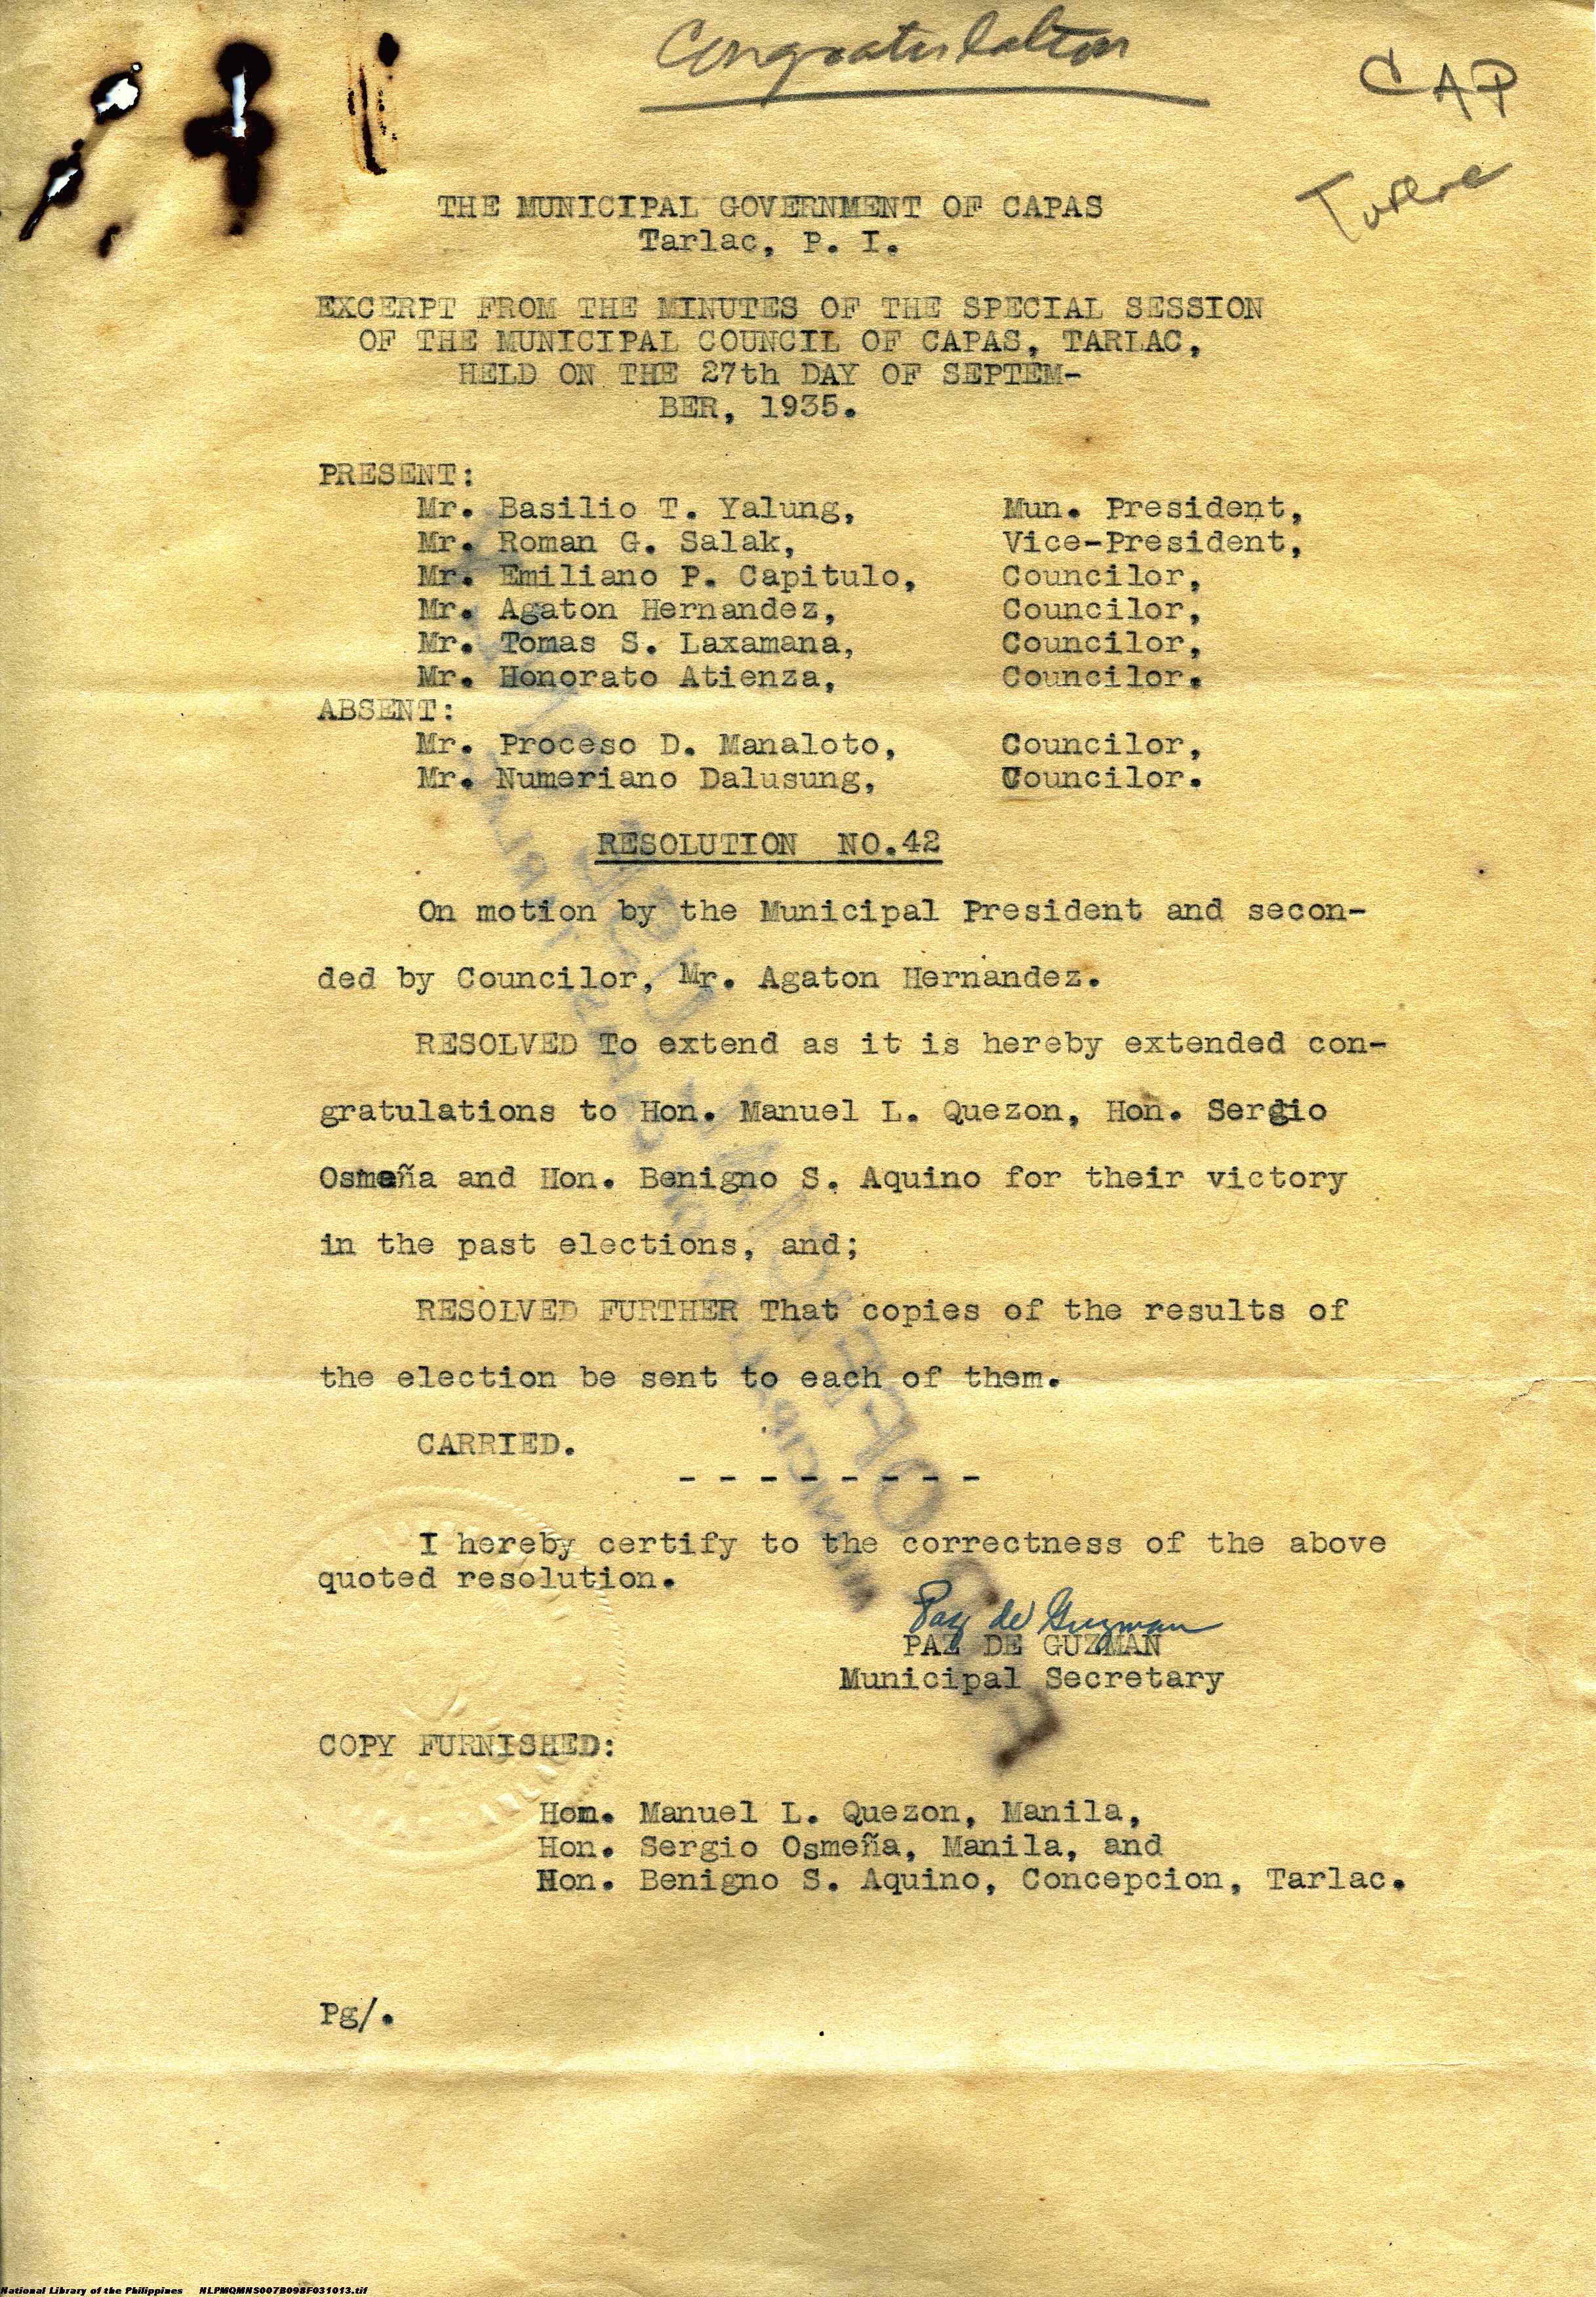 Congratulation
CAP
THE MUNICIPAL GOVERNMENT OF CAPAS
Tarlac, P. I.
EXCERPT FROM THE MINUTES OF THE SPECIAL SESSION
OF THE MUNICIPAL COUNCIL OF CAPAS, TARLAC,
HELD ON THE 27th DAY OF SEPTEM-
BER, 1935.
PRESENT:
Mr. Basilio T. Yalung, Mun. President,
Mr. Roman G. Salak, Vice-President,
Mr. Emiliano P. Capitulo, Councilor,
Mr. Agaton Hernandez, Councilor,
Mr. Tomas S. Laxamana, Councilor,
Mr. Honorato Atienza, Councilor.
ABSENT:
Mr. Proceso D. Manaloto, Councilor,
Mr. Numeriano Dalusung, Councilor.
RESOLUTION NO.42
On motion by the Municipal President and secon-
ded by Councilor, Mr. Agaton Hernandez.
RESOLVED To extend as it is hereby extended con-
gratulations to Hon. Manuel L. Quezon, Hon. Sergio
Osmeña and Hon. Benigno S. Aquino for their victory
in the past elections, and;
RESOLVED FURTHER That copies of the results of
the election be sent to each of them.
CARRIED.
- - - - - - - -
I hereby certify to the correctness of the above
quoted resolution.
Paz de Guzman
PAZ DE GUZMAN
Municipal Secretary
COPY FURNISHED:
Hon. Manuel L. Quezon, Manila,
Hon. Sergio Osmeña, Manila, and
Hon. Benigno S. Aquino, Concepcion, Tarlac.
Pg/.
National Library of the Philippines NLPMQMNS007B098F031013.tif